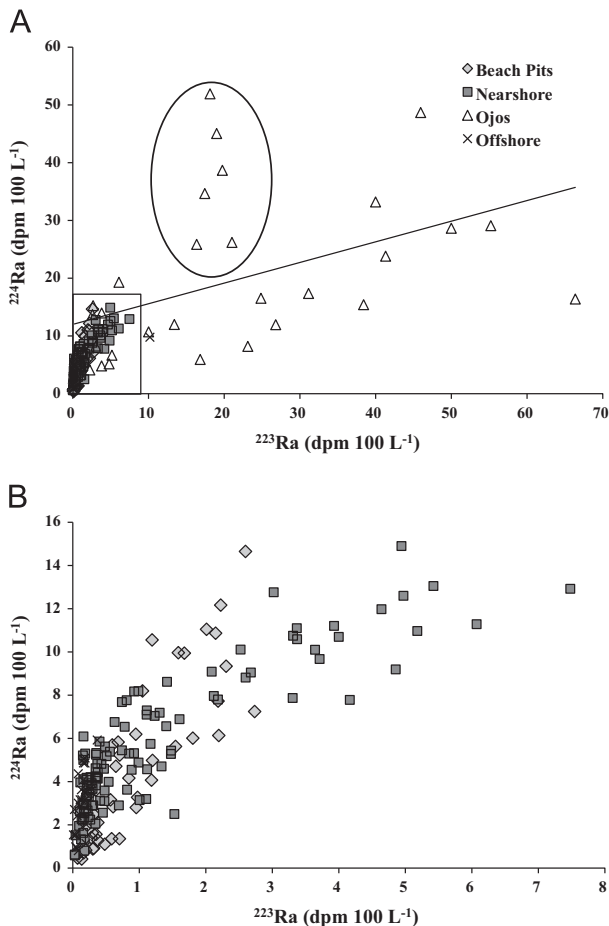 A
60
50
40
30
20
10
0
²²⁴Ra (dpm 100 L⁻¹)
Beach Pits
Nearshore
Ojos
Offshore
0 10 20 30 40 50 60 70
²²³Ra (dpm 100 L⁻¹)
B
16
14
12
10
8
6
4
2
0
²²⁴Ra (dpm 100 L⁻¹)
0 1 2 3 4 5 6 7 8
²²³Ra (dpm 100 L⁻¹)